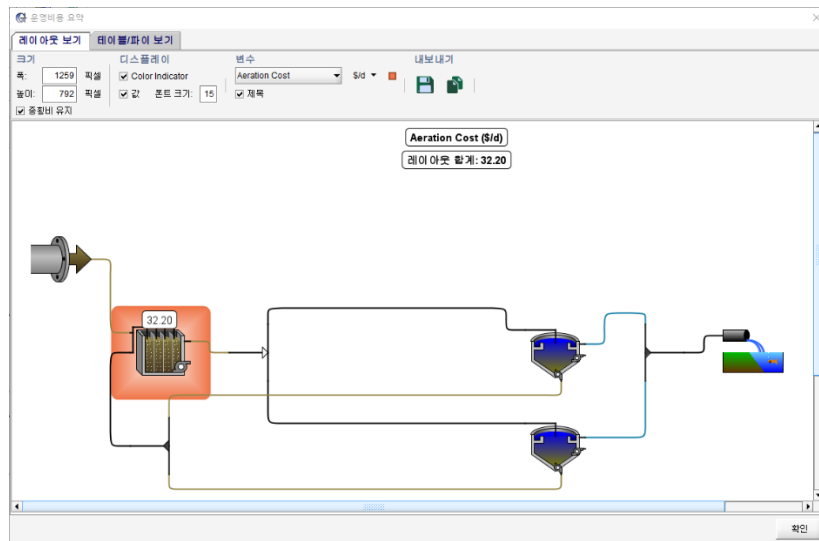 운영비용 요약
레이아웃 보기 테이블/파이 보기
크기 디스플레이 변수 내보내기
폭: 1259 픽셀 Color Indicator Aeration Cost $/d
높이: 792 픽셀 값 폰트 크기: 15 제목
종횡비 유지
Aeration Cost ($/d)
레이아웃 합계: 32.20
32.20
확인